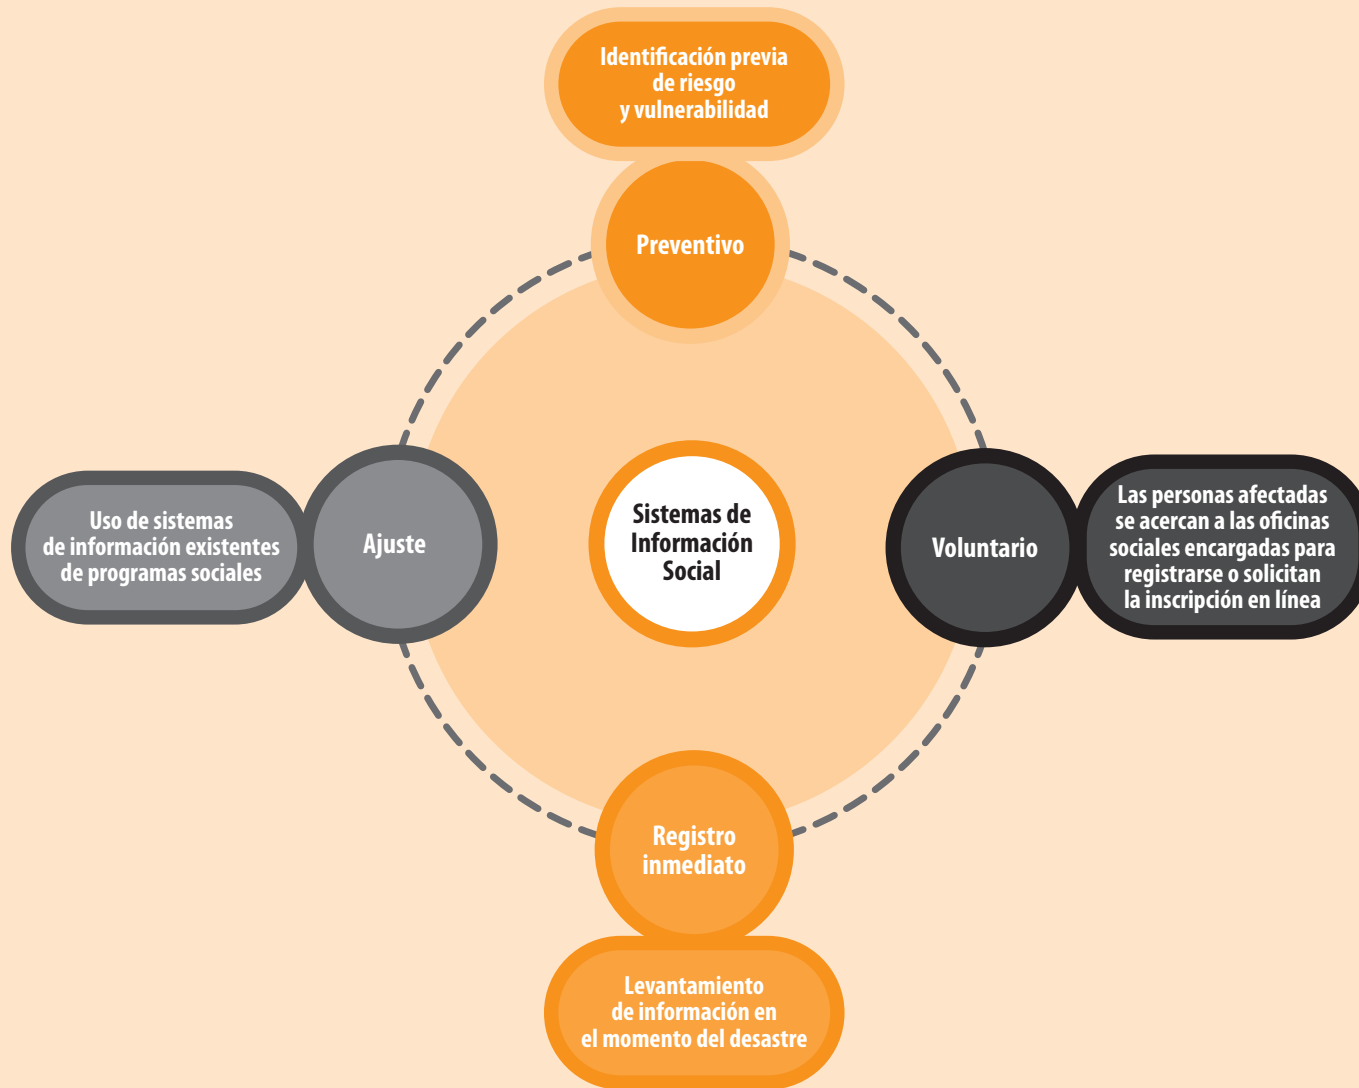 Identificación previa
de riesgo
y vulnerabilidad
Preventivo
Uso de sistemas
de información existentes
de programas sociales
Ajuste
Sistemas de
Información
Social
Voluntario
Las personas afectadas
se acercan a las oficinas
sociales encargadas para
registrarse o solicitan
la inscripción en línea
Registro
inmediato
Levantamiento
de información en
el momento del desastre